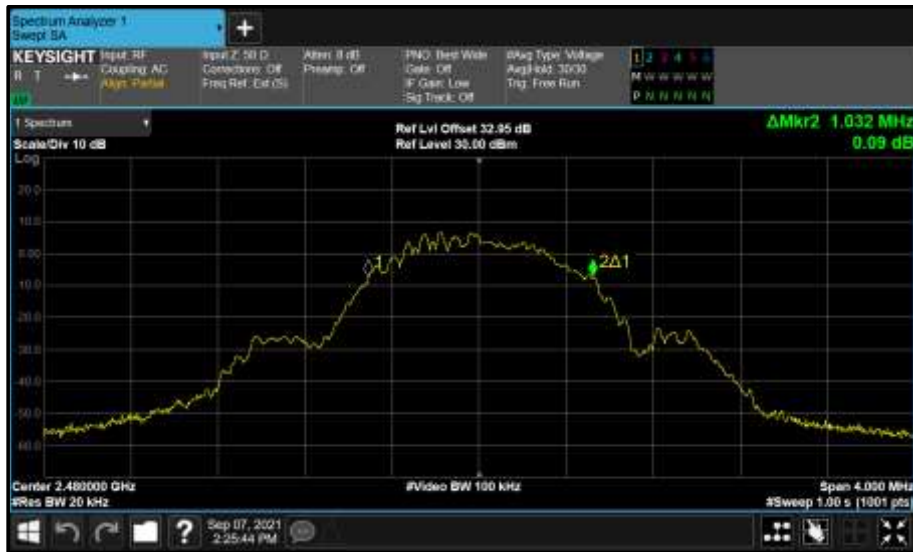 Spectrum Analyzer 1
Swept SA
+
KEYSIGHT Input: RF
R T Coupling: AC
Align: Partial
Input Z: 50 Ω
Corrections: Off
Freq Ref: Ext (S)
Atten: 8 dB
Preamp: Off
PNO: Best Wide
Gate: Off
IF Gain: Low
Sig Track: Off
#Avg Type: Voltage
Avg|Hold: 30/30
Trig: Free Run
1 2 3 4 5 6
M W W W W W
P N N N N N
1 Spectrum
Scale/Div 10 dB
Ref Lvl Offset 32.95 dB
Ref Level 30.00 dBm
ΔMkr2 1.032 MHz
0.09 dB
Log
20.0
10.0
0.00
-10.0
-20.0
-30.0
-40.0
-50.0
-60.0
1
2Δ1
Center 2.480000 GHz
#Res BW 20 kHz
#Video BW 100 kHz
Span 4.000 MHz
#Sweep 1.00 s (1001 pts)
?
Sep 07, 2021
2:25:44 PM